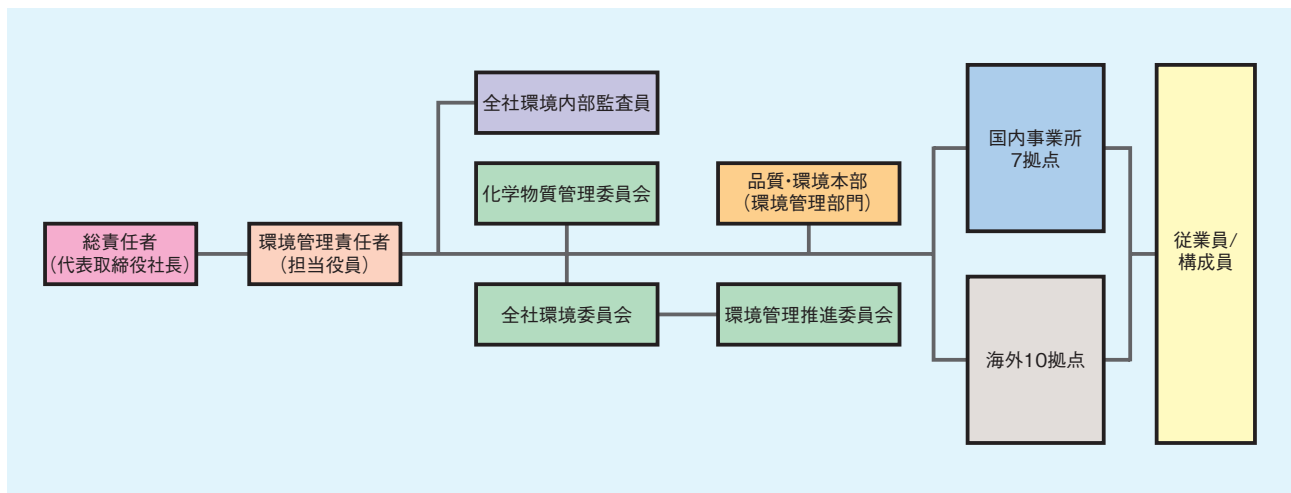 総責任者
（代表取締役社長）
環境管理責任者
（担当役員）
全社環境内部監査員
化学物質管理委員会
全社環境委員会
品質・環境本部
（環境管理部門）
環境管理推進委員会
国内事業所
7拠点
海外10拠点
従業員/
構成員